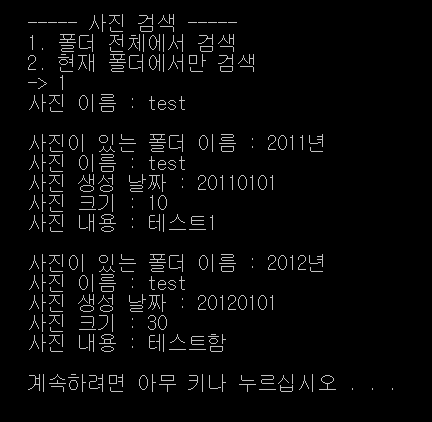 ----- 사진 검색 -----
1. 폴더 전체에서 검색
2. 현재 폴더에서만 검색
-> 1
사진 이름 : test
사진이 있는 폴더 이름 : 2011년
사진 이름 : test
사진 생성 날짜 : 20110101
사진 크기 : 10
사진 내용 : 테스트1
사진이 있는 폴더 이름 : 2012년
사진 이름 : test
사진 생성 날짜 : 20120101
사진 크기 : 30
사진 내용 : 테스트함
계속하려면 아무 키나 누르십시오 . . .